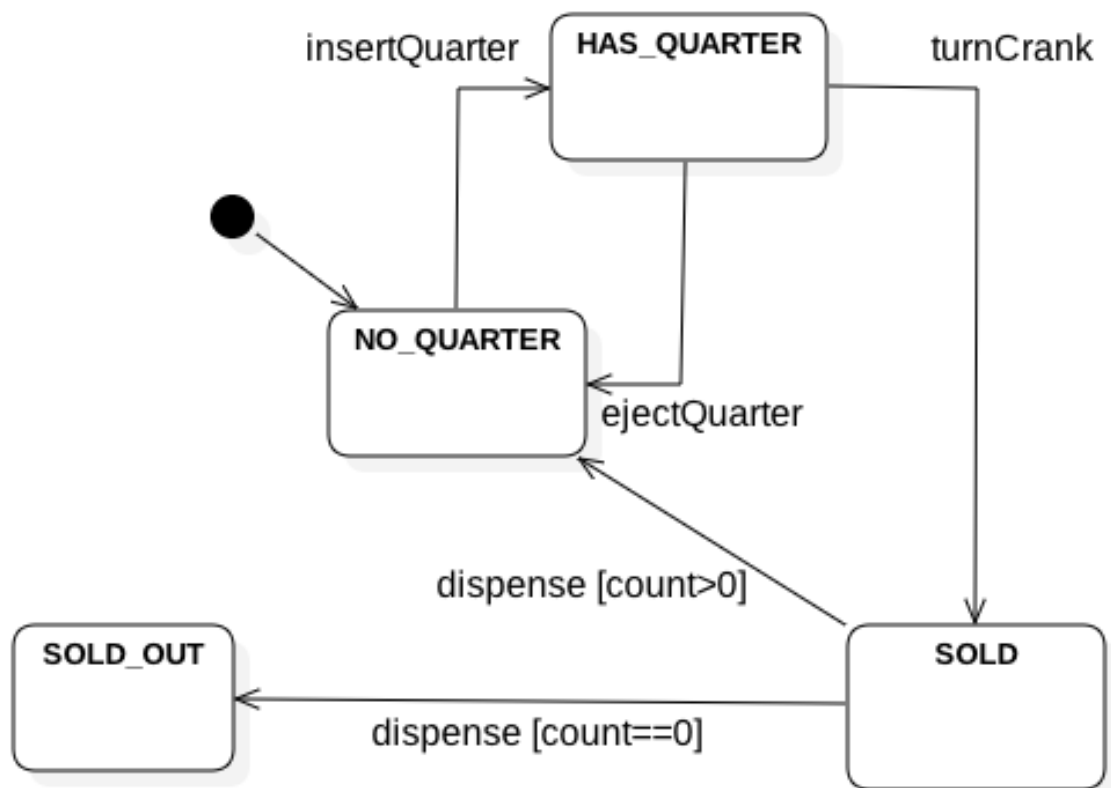 insertQuarter
HAS_QUARTER
turnCrank
NO_QUARTER
ejectQuarter
dispense [count>0]
SOLD_OUT
SOLD
dispense [count==0]